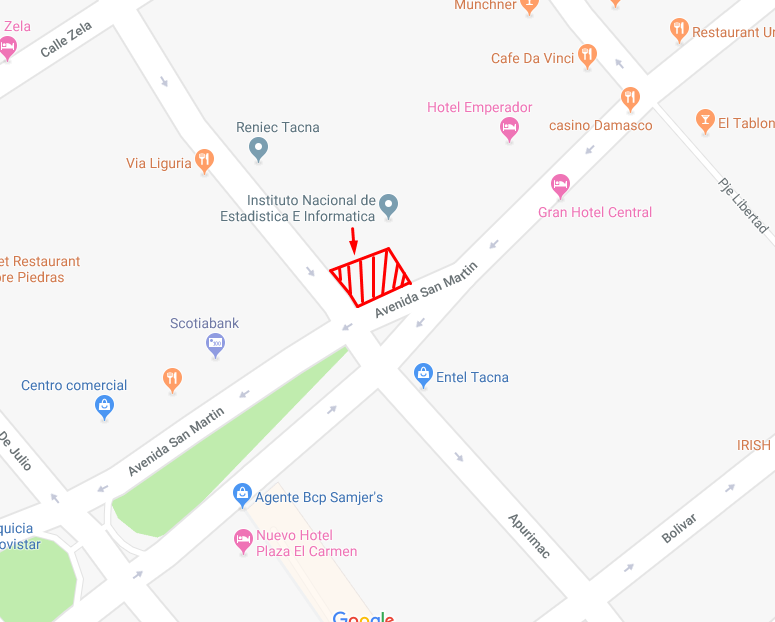 Munchner
Zela
Calle Zela
Restaurant Ur
Cafe Da Vinci
Hotel Emperador
casino Damasco
El Tablon
Reniec Tacna
Via Liguria
Instituto Nacional de
Estadistica E Informatica
Pje Libertad
Gran Hotel Central
et Restaurant
re Piedras
Avenida San Martin
Scotiabank
Entel Tacna
Centro comercial
Avenida San Martin
De Julio
IRISH
Agente Bcp Samjer's
Apurimac
Bolivar
quicia
ovistar
Nuevo Hotel
Plaza El Carmen
Google